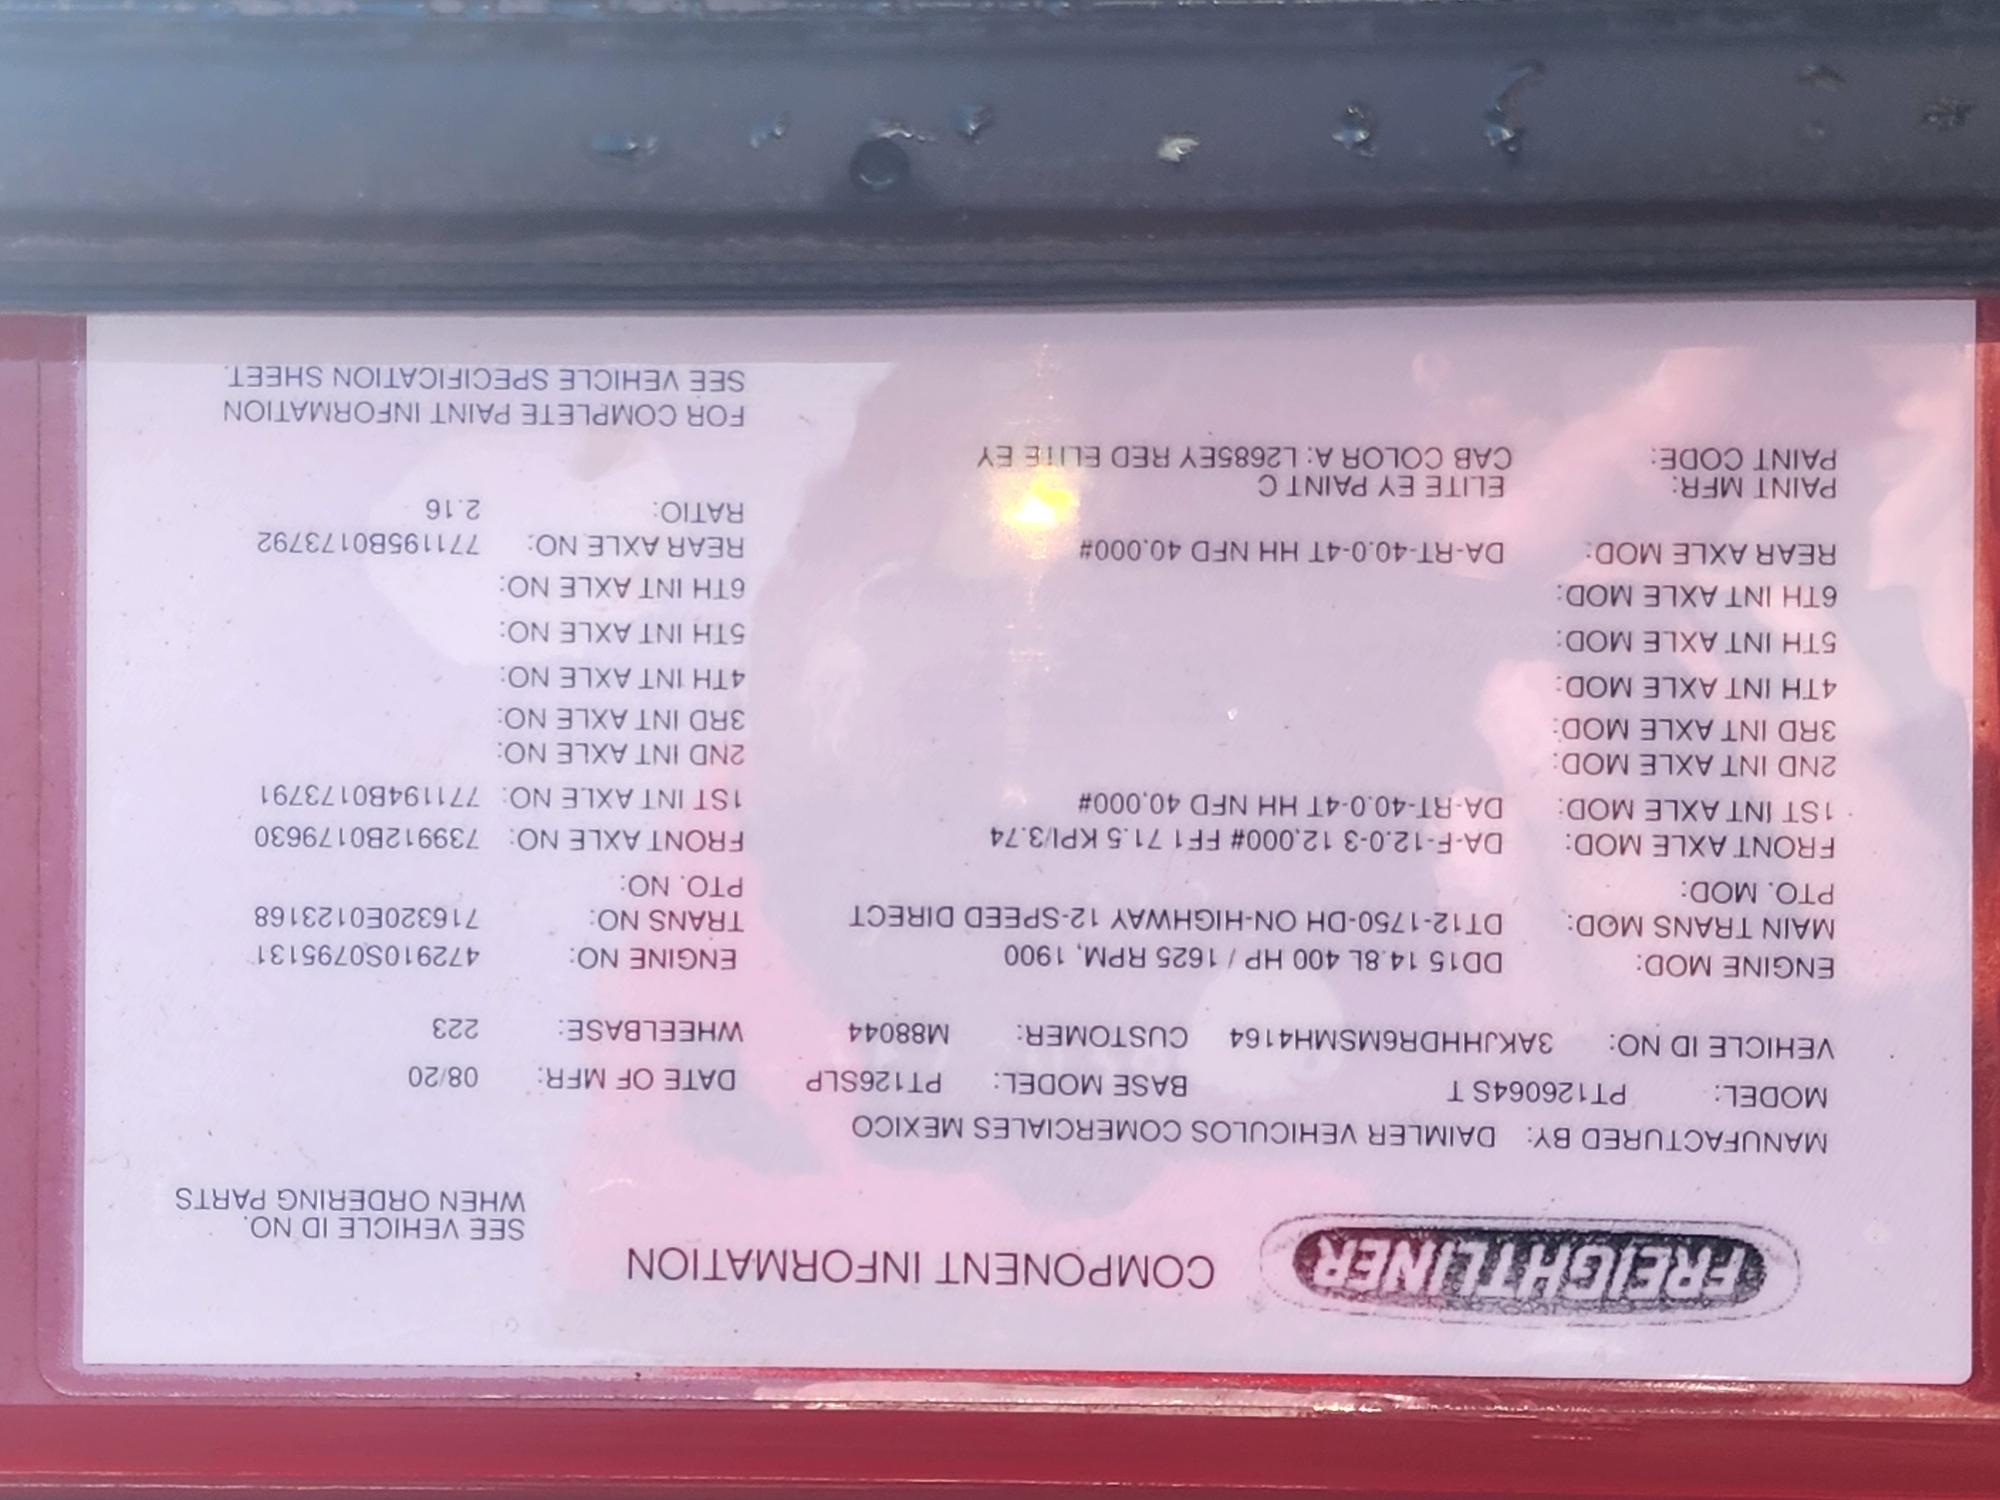 FREIGHTLINER COMPONENT INFORMATION
SEE VEHICLE ID NO.
WHEN ORDERING PARTS
MANUFACTURED BY: DAIMLER VEHICULOS COMERCIALES MEXICO
MODEL: PT126064S T BASE MODEL: PT126SLP DATE OF MFR: 08/20
VEHICLE ID NO: 3AKJHHDR6MSMH4164 CUSTOMER: M88044 WHEELBASE: 223
ENGINE MOD: DD15 14.8L 400 HP / 1625 RPM, 1900 ENGINE NO: 472910S0795131
MAIN TRANS MOD: DT12-1750-DH ON-HIGHWAY 12-SPEED DIRECT TRANS NO: 716320E0123168
PTO. MOD: PTO. NO:
FRONT AXLE MOD: DA-F-12.0-3 12,000# FF1 71.5 KPI/3.74 FRONT AXLE NO: 739912B0179630
1ST INT AXLE MOD: DA-RT-40.0-4T HH NFD 40,000# 1ST INT AXLE NO: 771194B0173791
2ND INT AXLE MOD: 2ND INT AXLE NO:
3RD INT AXLE MOD: 3RD INT AXLE NO:
4TH INT AXLE MOD: 4TH INT AXLE NO:
5TH INT AXLE MOD: 5TH INT AXLE NO:
6TH INT AXLE MOD: 6TH INT AXLE NO:
REAR AXLE MOD: DA-RT-40.0-4T HH NFD 40,000# REAR AXLE NO: 771195B0173792
RATIO: 2.16
PAINT MFR: ELITE EY PAINT C
PAINT CODE: CAB COLOR A: L2685EY RED ELITE EY
FOR COMPLETE PAINT INFORMATION
SEE VEHICLE SPECIFICATION SHEET.